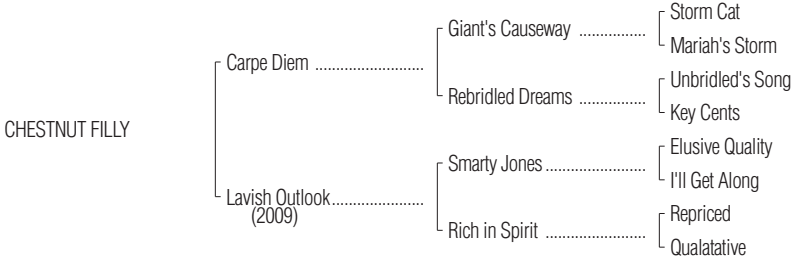 Storm Cat
Giant's Causeway ................
Mariah's Storm
Carpe Diem ..........................
Unbridled's Song
Rebridled Dreams ................
Key Cents
CHESTNUT FILLY
Elusive Quality
Smarty Jones ........................
I'll Get Along
Lavish Outlook......................
(2009)
Repriced
Rich in Spirit ........................
Qualatative